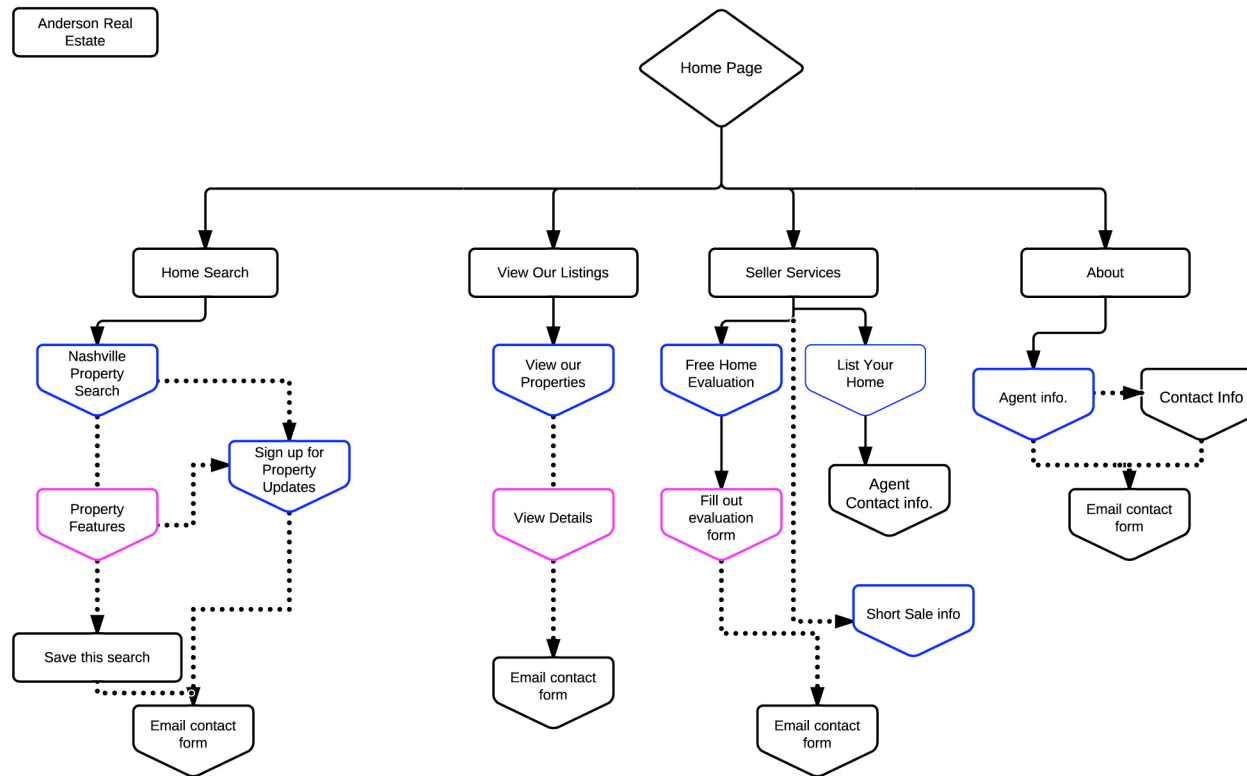 Anderson Real
Estate
Home Page
Home Search
View Our Listings
Seller Services
About
Nashville
Property
Search
View our
Properties
Free Home
Evaluation
List Your
Home
Agent info.
Contact Info
Sign up for
Property
Updates
Property
Features
View Details
Fill out
evaluation
form
Agent
Contact info.
Email contact
form
Short Sale info
Save this search
Email contact
form
Email contact
form
Email contact
form